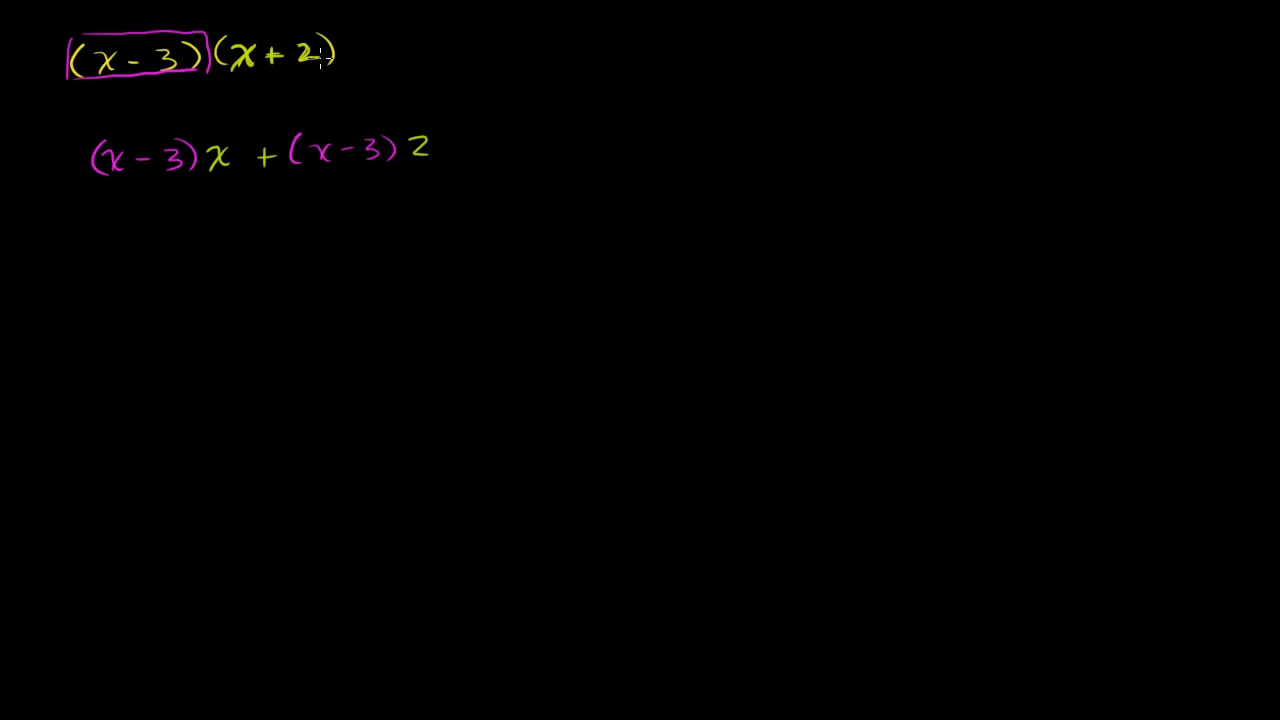 (x - 3)(x + 2)
(x - 3) x + (x - 3) 2